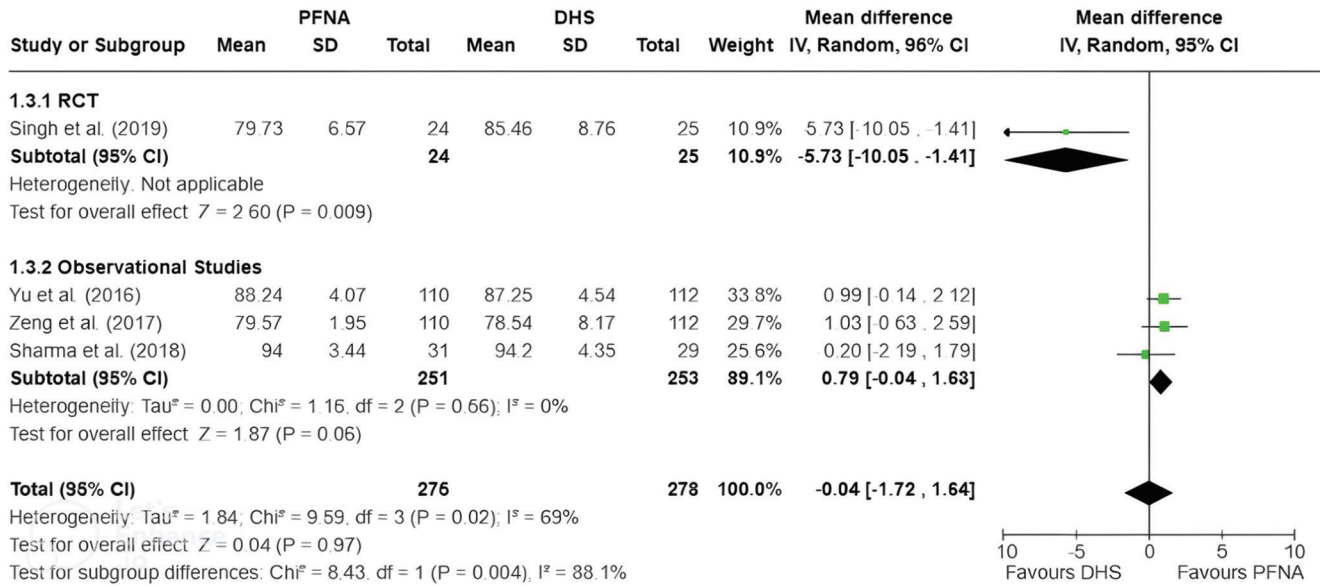 PFNA DHS Mean difference Mean difference
Study or Subgroup Mean SD Total Mean SD Total Weight IV, Random, 96% CI IV, Random, 95% CI
1.3.1 RCT
Singh et al. (2019) 79.73 6.57 24 85.46 8.76 25 10.9% -5 73 [-10 05 , -1.41]
Subtotal (95% CI) 24 25 10.9% -5.73 [-10.05 , -1.41]
Heterogeneity. Not applicable
Test for overall effect Z = 2 60 (P = 0.009)
1.3.2 Observational Studies
Yu et al. (2016) 88.24 4.07 110 87.25 4.54 112 33.8% 0.99 [-0 14 , 2 12]
Zeng et al. (2017) 79.57 1.95 110 78.54 8.17 112 29.7% 1.03 [-0 63 , 2 59]
Sharma et al. (2018) 94 3.44 31 94.2 4.35 29 25.6% 0.20 [-2 19 , 1.79]
Subtotal (95% CI) 251 253 89.1% 0.79 [-0.04 , 1.63]
Heterogeneity: Tau² = 0.00; Chi² = 1.16, df = 2 (P = 0.56); I² = 0%
Test for overall effect Z = 1.87 (P = 0.06)
Total (95% CI) 276 278 100.0% -0.04 [-1.72 , 1.64]
Heterogeneity: Tau² = 1.84; Chi² = 9.59, df = 3 (P = 0.02); I² = 69%
Test for overall effect Z = 0.04 (P = 0.97)
Test for subgroup differences: Chi² = 8.43. df = 1 (P = 0.004), I² = 88.1%
10 -5 0 5 10
Favours DHS Favours PFNA
Let's
Enhance
.io